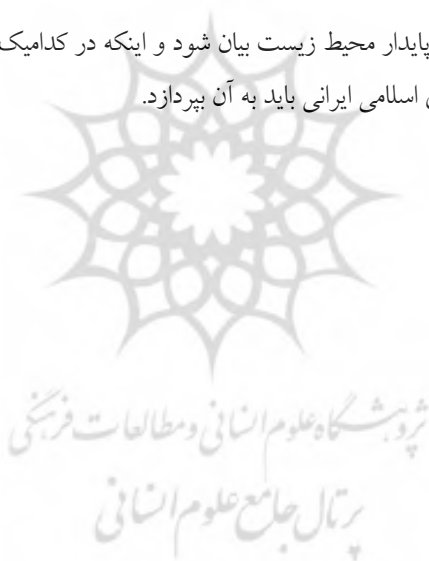 پایدار محیط زیست بیان شود و اینکه در کدامیک
اسلامی ایرانی باید به آن بپردازد.
پژوهشگاه علوم انسانی و مطالعات فرهنگی
پرتال جامع علوم انسانی